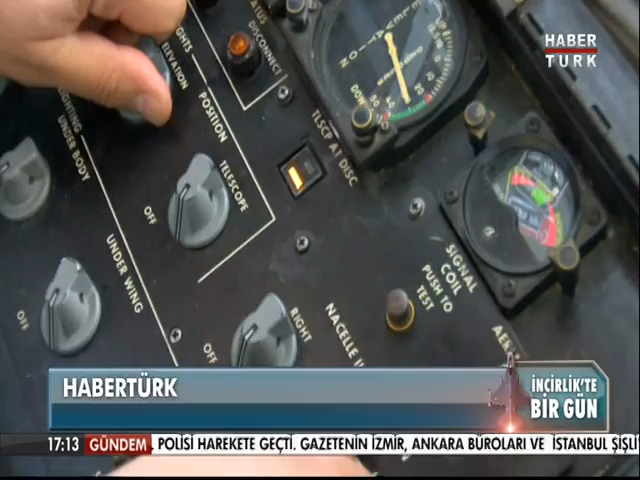 HABER
TÜRK
DISCONNECT
ELEVATION
POSITION
TLSCP AT DISC
LIGHTING
UNDER BODY
TELESCOPE
OFF
UNDER WING
SIGNAL
COIL
PUSH TO
TEST
OFF
RIGHT
OFF
NACELLE
HABERTÜRK
İNCİRLİK'TE
BİR GÜN
17:13 GÜNDEM POLİSİ HAREKETE GEÇTİ. GAZETENİN İZMİR, ANKARA BÜROLARI VE İSTANBUL ŞİŞLİ